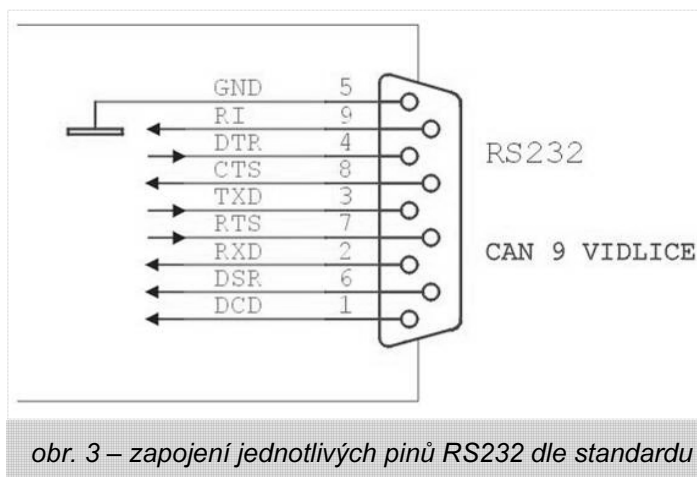 GND 5
RI 9
DTR 4
CTS 8
TXD 3
RTS 7
RXD 2
DSR 6
DCD 1
RS232
CAN 9 VIDLICE
obr. 3 – zapojení jednotlivých pinů RS232 dle standardu